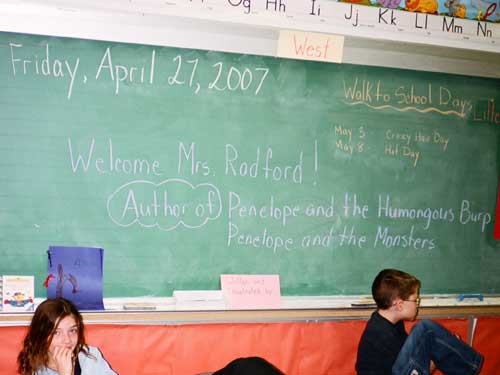 Gg Hh Ii Jj Kk Ll Mm Nn
West
Friday, April 27, 2007
Walk to School Days
May 3 Crazy Hair Day
May 8 Hat Day
Welcome Mrs. Radford!
Author of Penelope and the Humongous Burp
Penelope and the Monsters